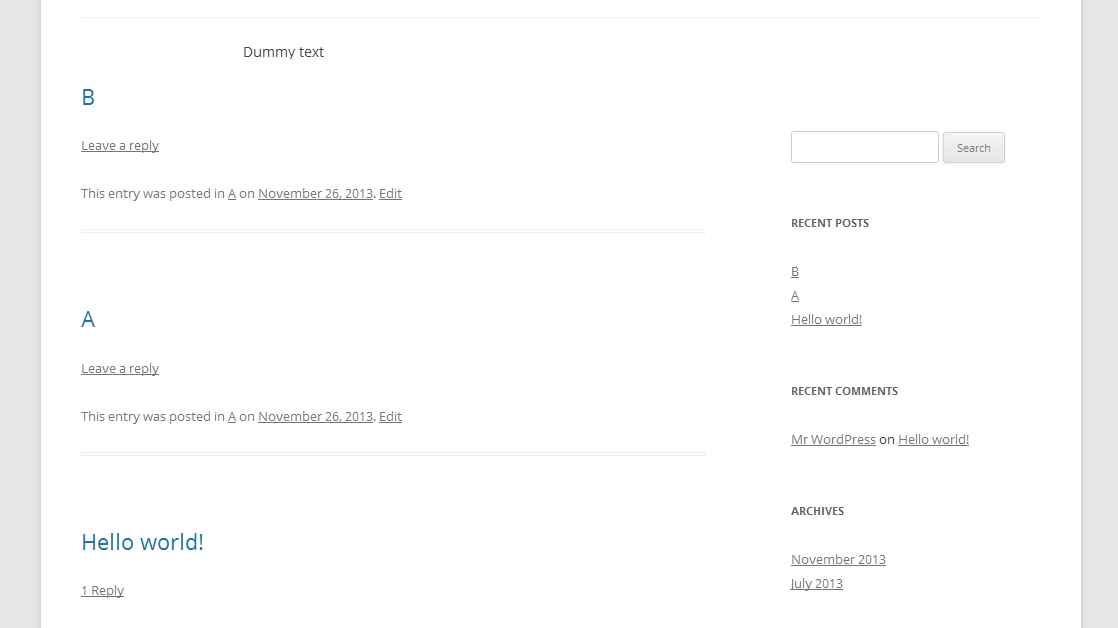 Dummy text
B
Leave a reply
This entry was posted in A on November 26, 2013. Edit
A
Leave a reply
This entry was posted in A on November 26, 2013. Edit
Hello world!
1 Reply
Search
RECENT POSTS
B
A
Hello world!
RECENT COMMENTS
Mr WordPress on Hello world!
ARCHIVES
November 2013
July 2013